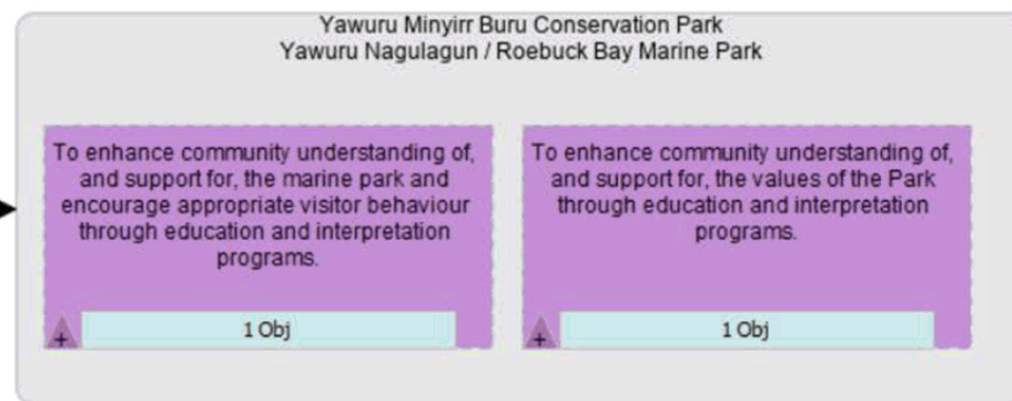 Yawuru Minyirr Buru Conservation Park
Yawuru Nagulagun / Roebuck Bay Marine Park
To enhance community understanding of,
and support for, the marine park and
encourage appropriate visitor behaviour
through education and interpretation
programs.
+
1 Obj
To enhance community understanding of,
and support for, the values of the Park
through education and interpretation
programs.
+
1 Obj